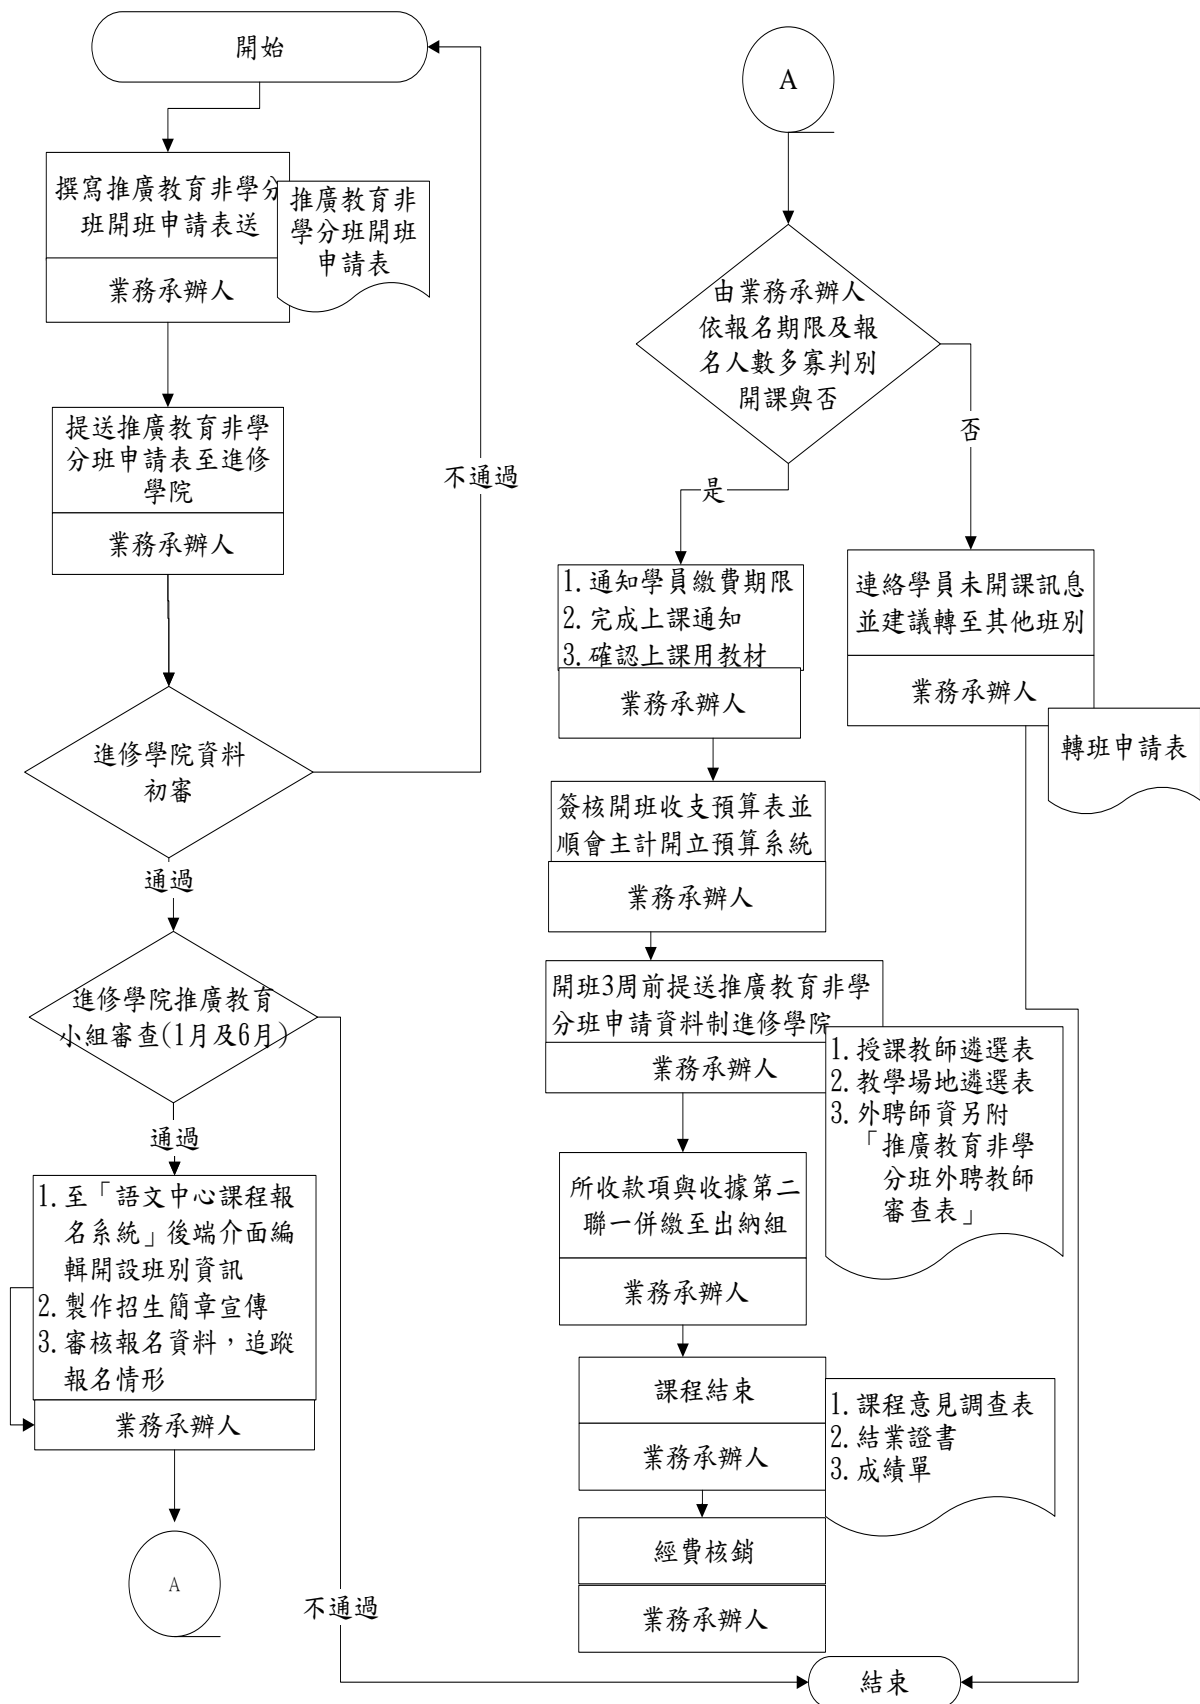 開始
撰寫推廣教育非學分
班開班申請表送
業務承辦人
推廣教育非
學分班開班
申請表
提送推廣教育非學
分班申請表至進修
學院
業務承辦人
進修學院資料
初審
不通過
通過
進修學院推廣教育
小組審查(1月及6月)
通過
1.至「語文中心課程報
名系統」後端介面編
輯開設班別資訊
2.製作招生簡章宣傳
3.審核報名資料，追蹤
報名情形
業務承辦人
A
不通過
A
由業務承辦人
依報名期限及報
名人數多寡判別
開課與否
否
是
1.通知學員繳費期限
2.完成上課通知
3.確認上課用教材
業務承辦人
連絡學員未開課訊息
並建議轉至其他班別
業務承辦人
轉班申請表
簽核開班收支預算表並
順會主計開立預算系統
業務承辦人
開班3周前提送推廣教育非學
分班申請資料制進修學院
業務承辦人
1.授課教師遴選表
2.教學場地遴選表
3.外聘師資另附
「推廣教育非學
分班外聘教師
審查表」
所收款項與收據第二
聯一併繳至出納組
業務承辦人
課程結束
業務承辦人
1.課程意見調查表
2.結業證書
3.成績單
經費核銷
業務承辦人
結束